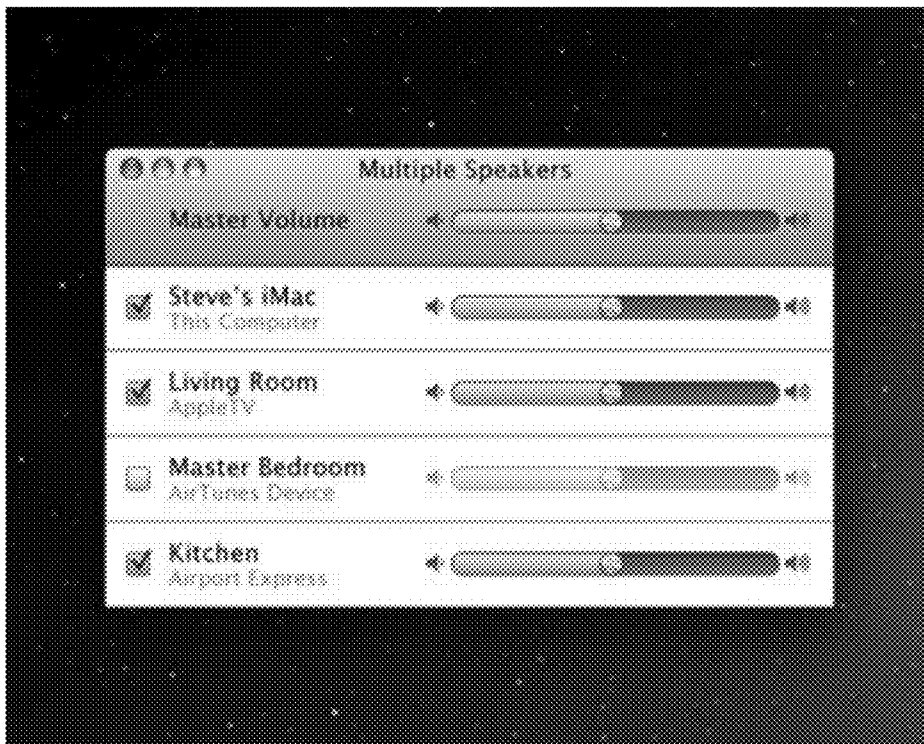 Multiple Speakers
Master Volume
Steve's iMac
This Computer
Living Room
AppleTV
Master Bedroom
AirTunes Device
Kitchen
Airport Express